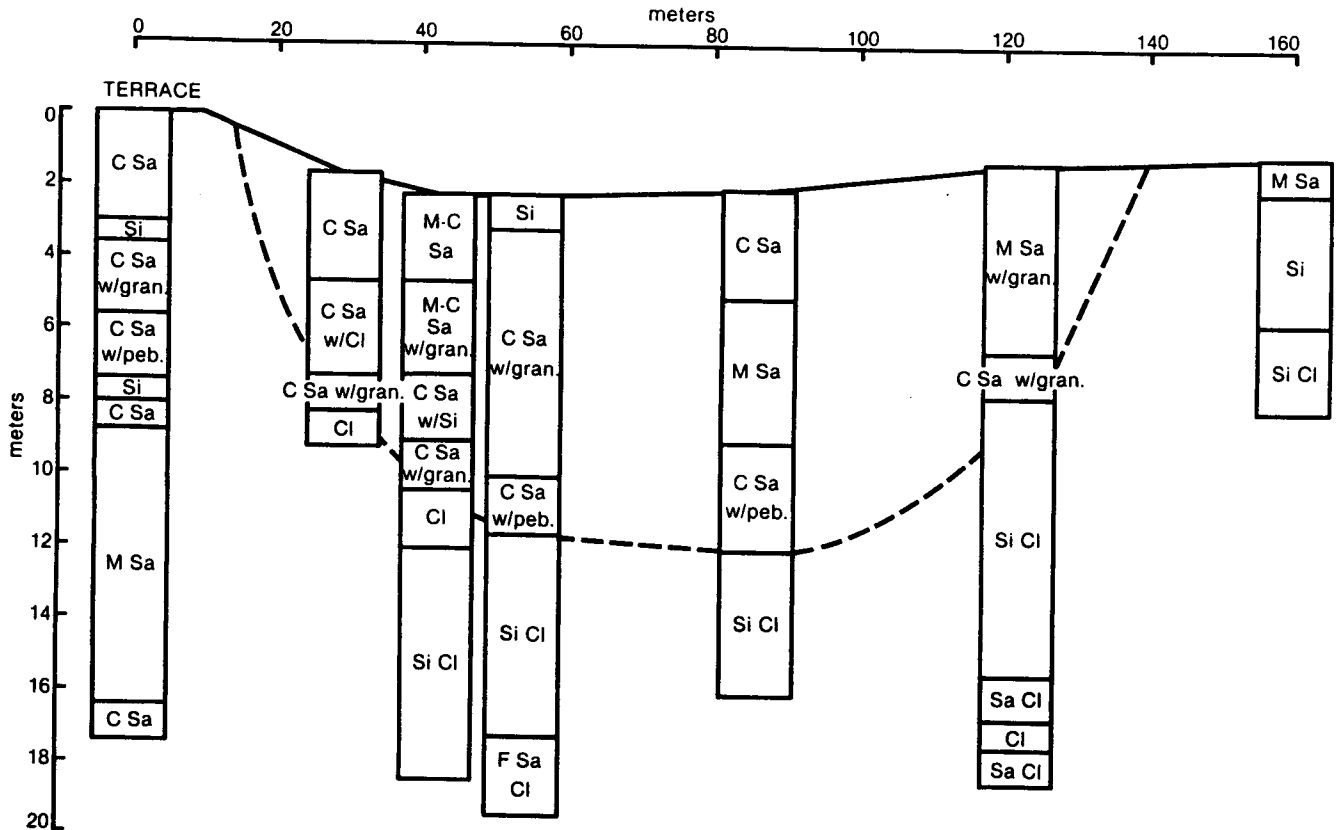 meters
0 20 40 60 80 100 120 140 160
TERRACE
meters
0
2
4
6
8
10
12
14
16
18
20
C Sa
Si
C Sa
w/gran.
C Sa
w/peb.
Si
C Sa
M Sa
C Sa
C Sa
C Sa
w/Cl
C Sa w/gran.
Cl
M-C
Sa
M-C
Sa
w/gran.
C Sa
w/Si
C Sa
w/gran.
Cl
Si Cl
Si
C Sa
w/gran.
C Sa
w/peb.
Si Cl
F Sa
Cl
C Sa
M Sa
C Sa
w/peb.
Si Cl
M Sa
w/gran.
C Sa w/gran.
Si Cl
Sa Cl
Cl
Sa Cl
M Sa
Si
Si Cl